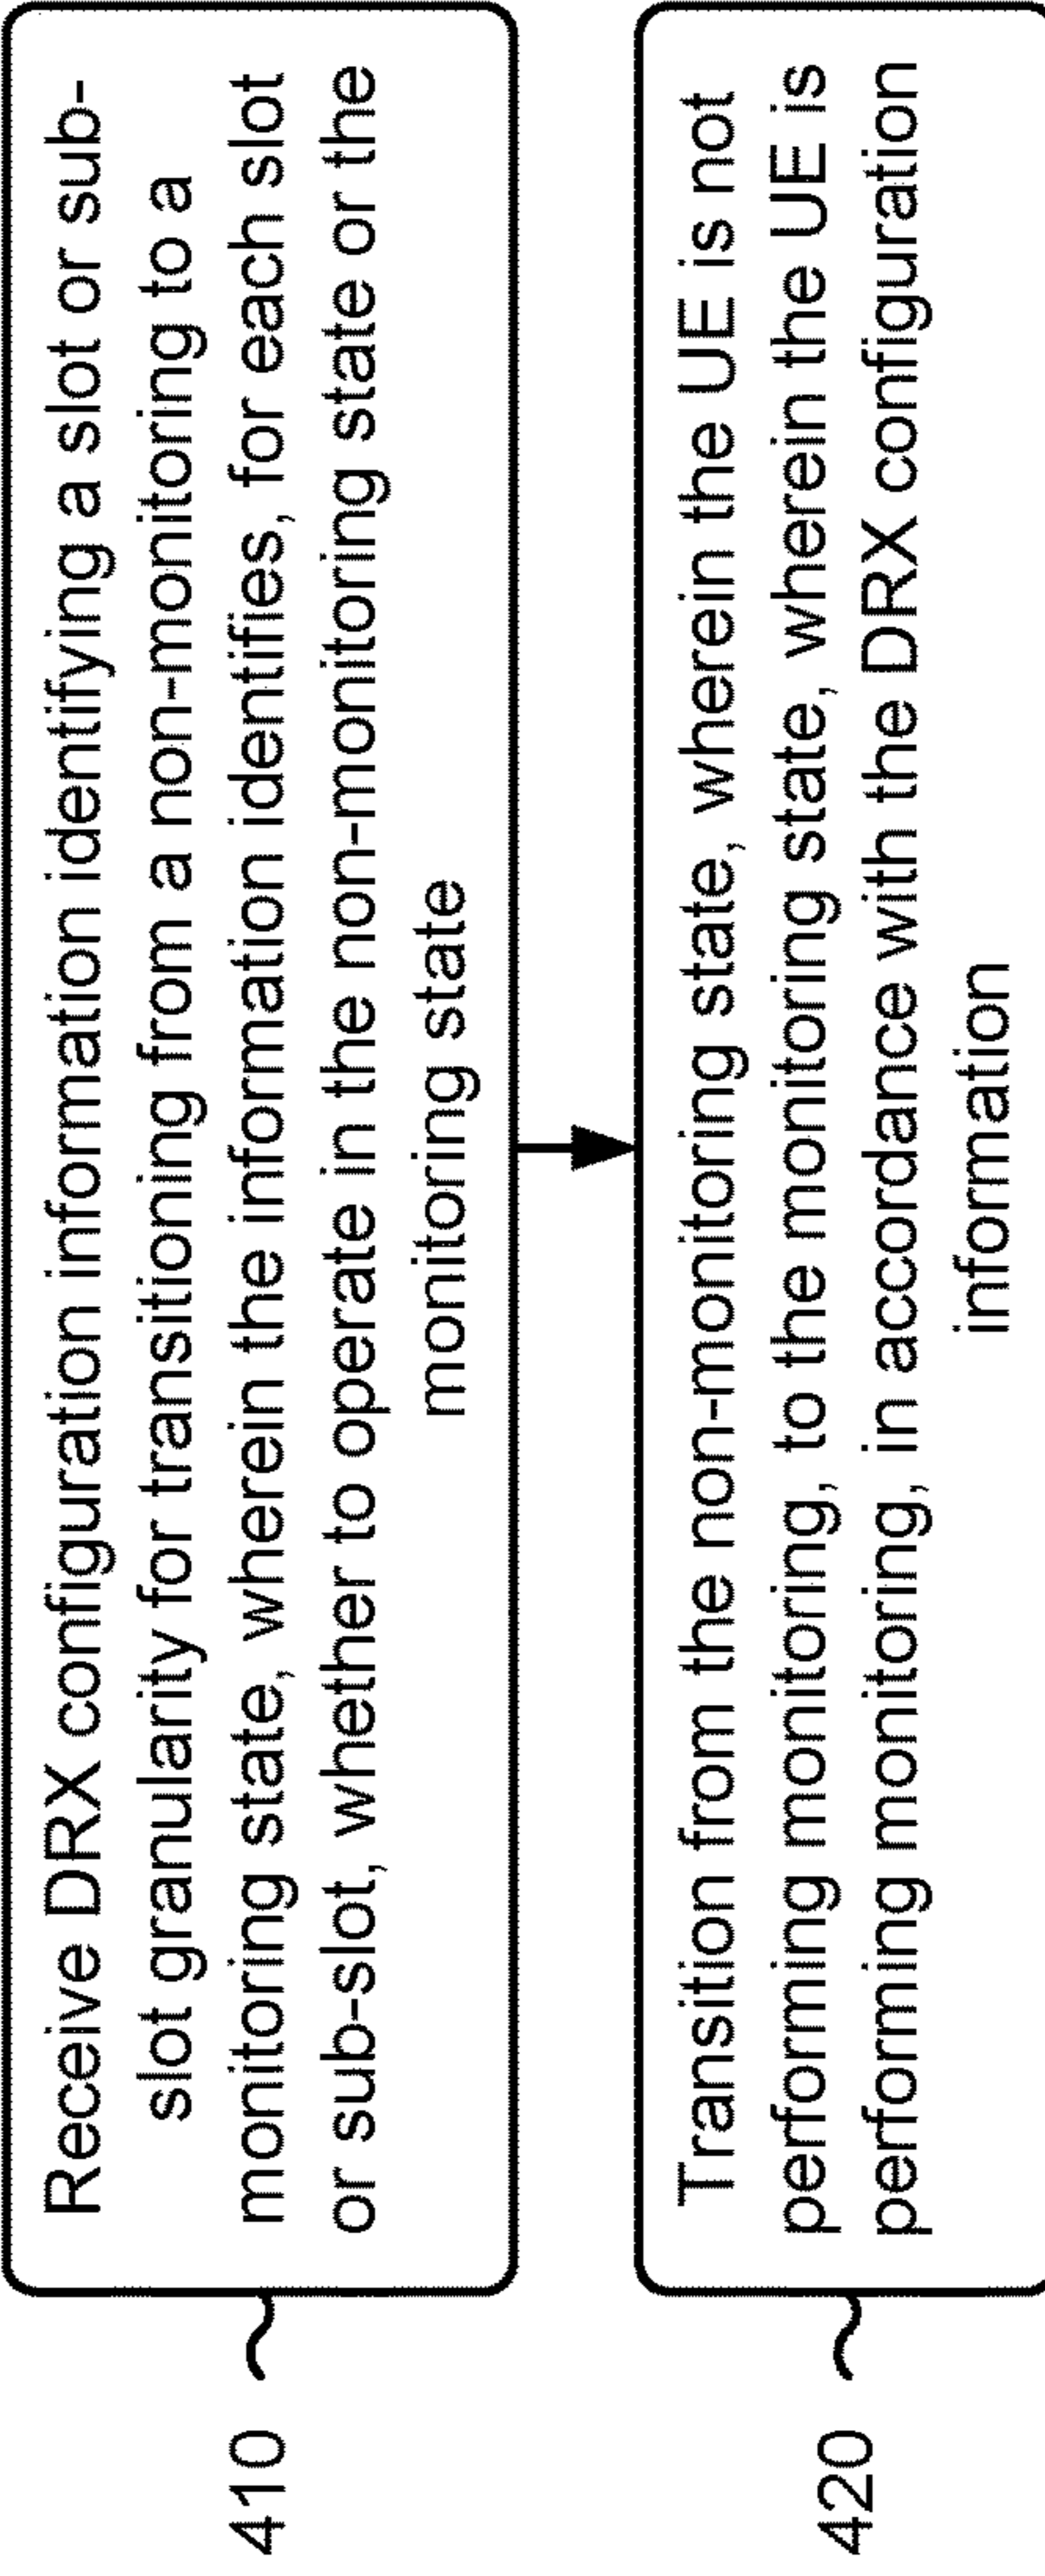 410
Receive DRX configuration information identifying a slot or sub-
slot granularity for transitioning from a non-monitoring to a
monitoring state, wherein the information identifies, for each slot
or sub-slot, whether to operate in the non-monitoring state or the
monitoring state
420
Transition from the non-monitoring state, wherein the UE is not
performing monitoring, to the monitoring state, wherein the UE is
performing monitoring, in accordance with the DRX configuration
information